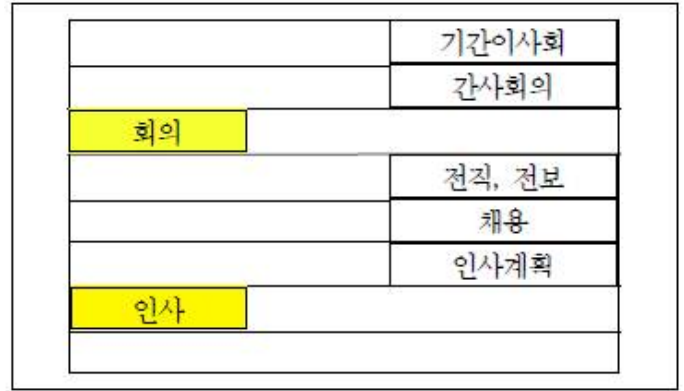 기간이사회
간사회의
회의
전직, 전보
채용
인사계획
인사